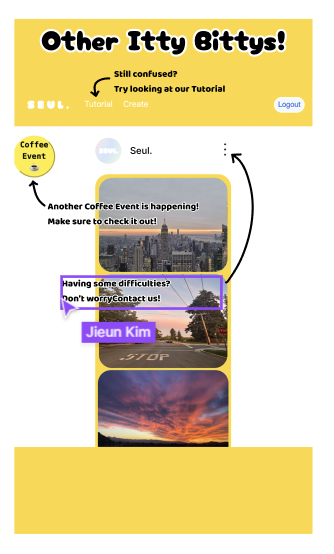 Other Itty Bittys!
Still confused?
Try looking at our Tutorial
SEUL.
Tutorial
Create
Logout
Coffee
Event
☕
SEUL.
Seul.
Another Coffee Event is happening!
Make sure to check it out!
Having some difficulties?
Don't worryContact us!
Jieun Kim
STOP